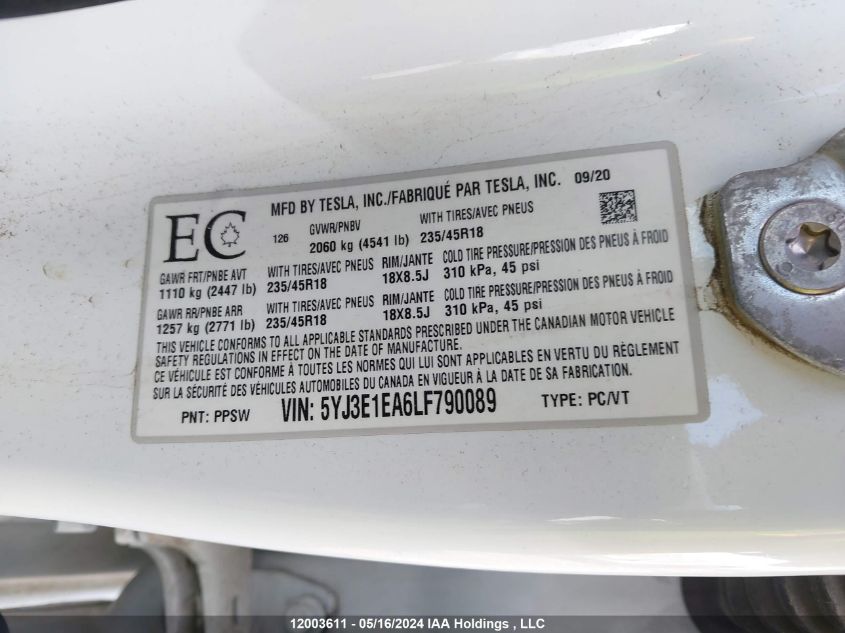 MFD BY TESLA, INC./FABRIQUÉ PAR TESLA, INC. 09/20
EC
126
GVWR/PNBV
2060 kg (4541 lb)
WITH TIRES/AVEC PNEUS
235/45R18
GAWR FRT/PNBE AVT
1110 kg (2447 lb)
WITH TIRES/AVEC PNEUS
235/45R18
RIM/JANTE
18X8.5J
COLD TIRE PRESSURE/PRESSION DES PNEUS À FROID
310 kPa, 45 psi
GAWR RR/PNBE ARR
1257 kg (2771 lb)
WITH TIRES/AVEC PNEUS
235/45R18
RIM/JANTE
18X8.5J
COLD TIRE PRESSURE/PRESSION DES PNEUS À FROID
310 kPa, 45 psi
THIS VEHICLE CONFORMS TO ALL APPLICABLE STANDARDS PRESCRIBED UNDER THE CANADIAN MOTOR VEHICLE
SAFETY REGULATIONS IN EFFECT ON THE DATE OF MANUFACTURE.
CE VÉHICULE EST CONFORME À TOUTES LES NORMES QUI LUI SONT APPLICABLES EN VERTU DU RÈGLEMENT
SUR LA SÉCURITÉ DES VÉHICULES AUTOMOBILES DU CANADA EN VIGUEUR À LA DATE DE SA FABRICATION.
PNT: PPSW VIN: 5YJ3E1EA6LF790089 TYPE: PC/VT
12003611 - 05/16/2024 IAA Holdings , LLC